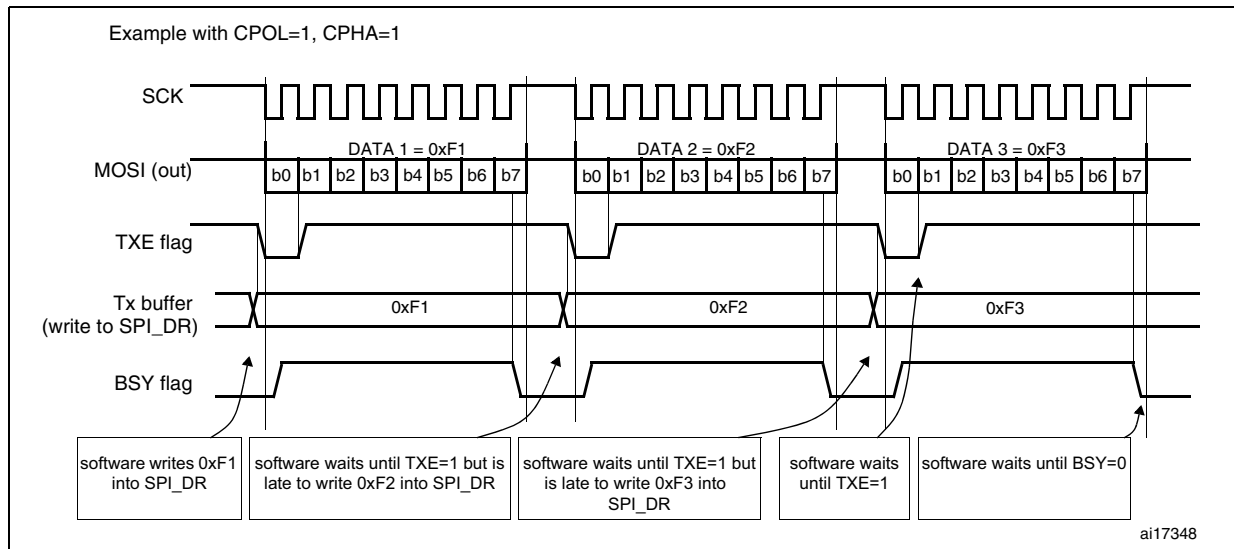 Example with CPOL=1, CPHA=1
SCK
DATA 1 = 0xF1
DATA 2 = 0xF2
DATA 3 = 0xF3
MOSI (out)
b0 b1 b2 b3 b4 b5 b6 b7
b0 b1 b2 b3 b4 b5 b6 b7
b0 b1 b2 b3 b4 b5 b6 b7
TXE flag
Tx buffer
(write to SPI_DR)
0xF1
0xF2
0xF3
BSY flag
software writes 0xF1
into SPI_DR
software waits until TXE=1 but is
late to write 0xF2 into SPI_DR
software waits until TXE=1 but
is late to write 0xF3 into
SPI_DR
software waits
until TXE=1
software waits until BSY=0
ai17348